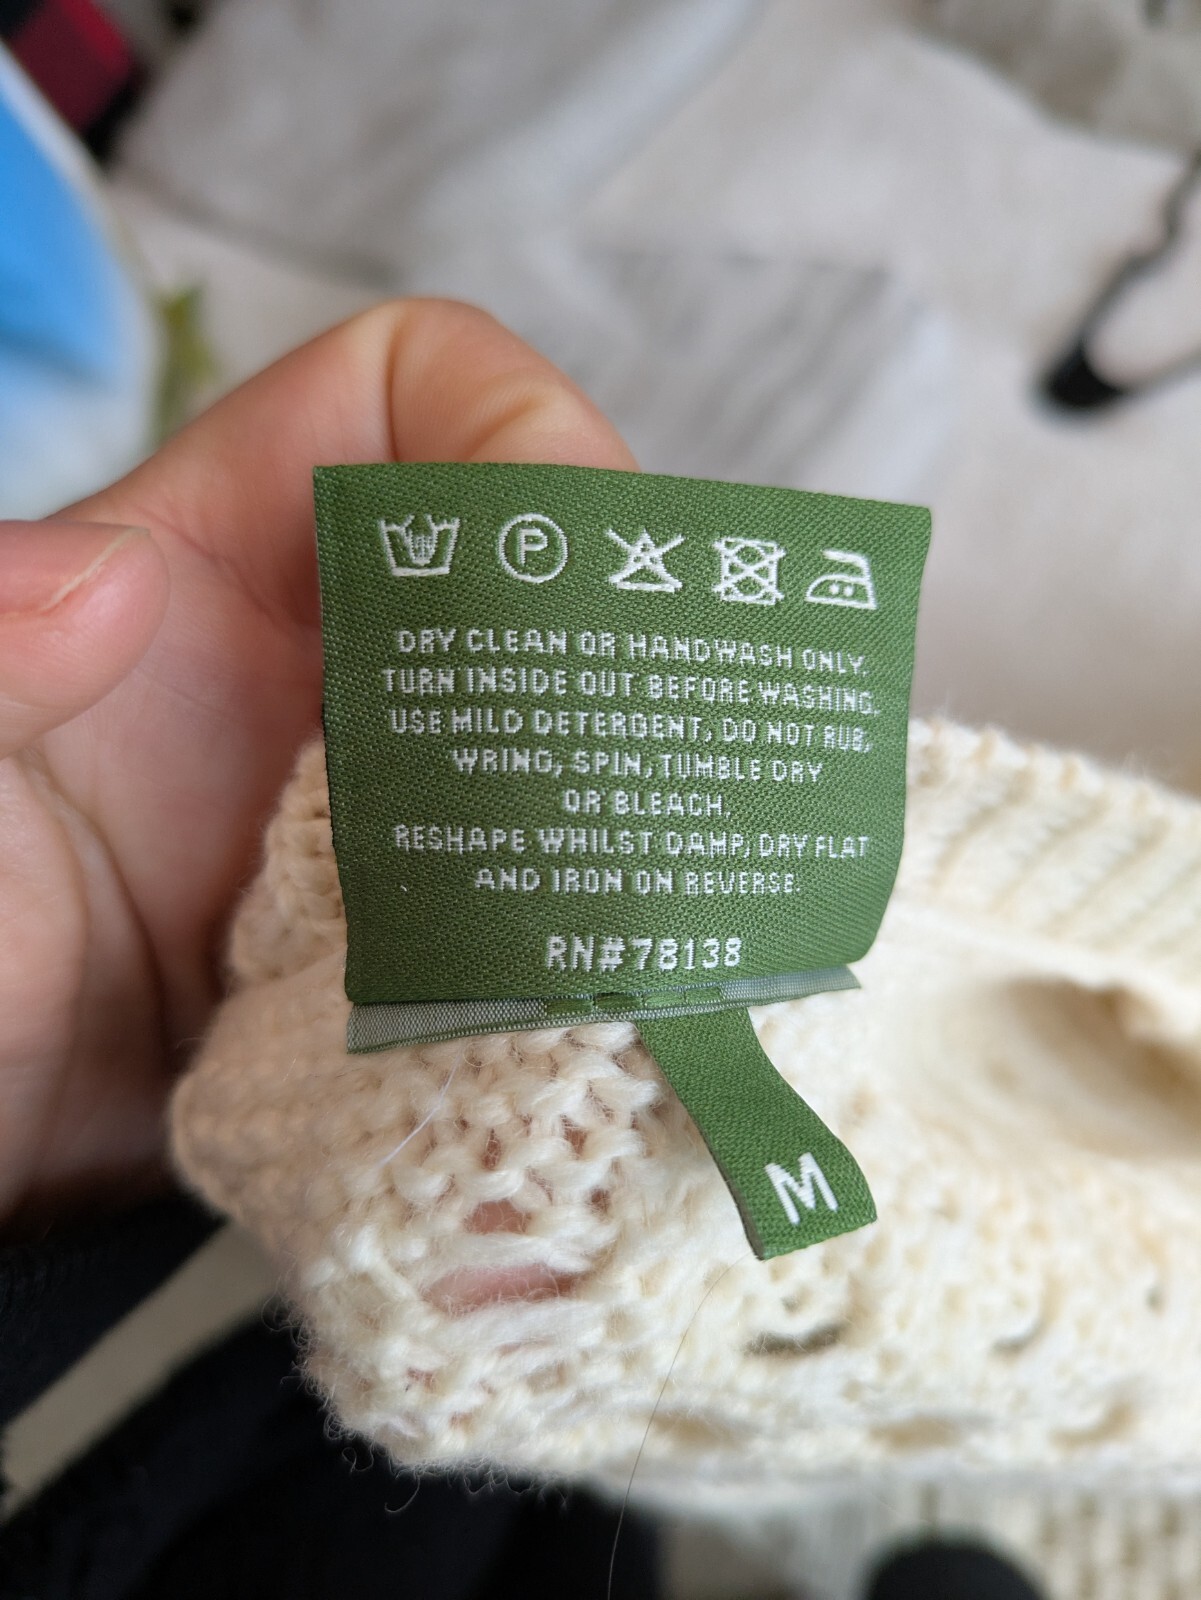 P
DRY CLEAN OR HANDWASH ONLY.
TURN INSIDE OUT BEFORE WASHING.
USE MILD DETERGENT, DO NOT RUB,
WRING, SPIN, TUMBLE DRY
OR BLEACH.
RESHAPE WHILST DAMP, DRY FLAT
AND IRON ON REVERSE.
RN#78138
M